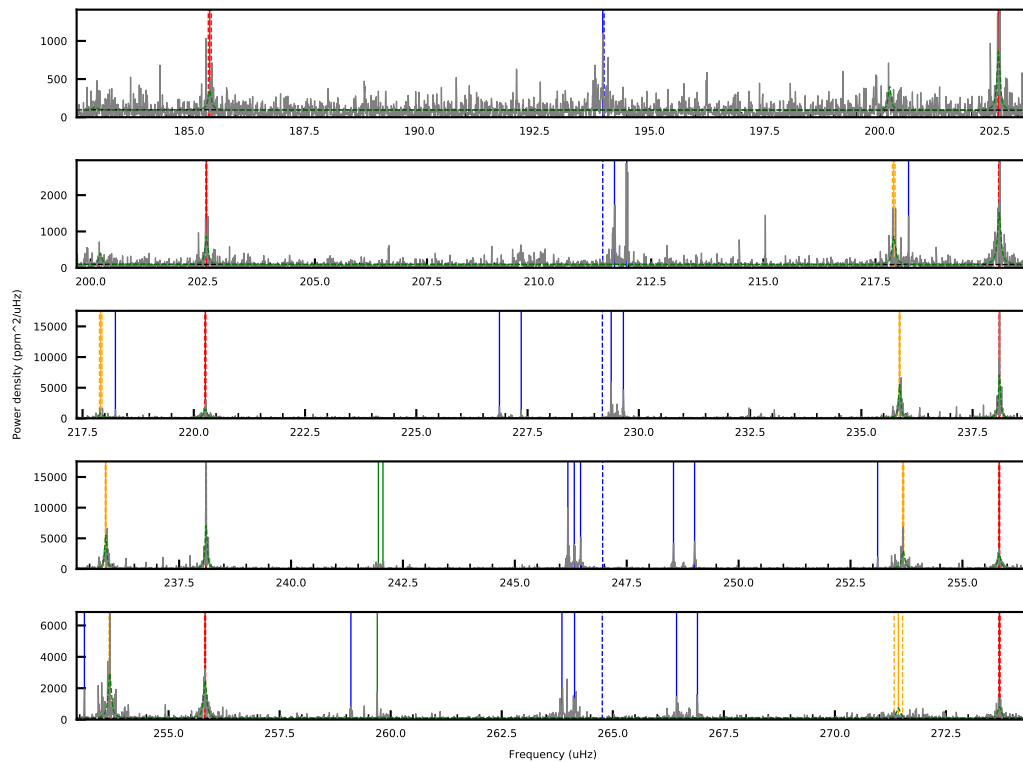 1000
500
0
185.0 187.5 190.0 192.5 195.0 197.5 200.0 202.5
2000
1000
0
200.0 202.5 205.0 207.5 210.0 212.5 215.0 217.5 220.0
Power density (ppm^2/uHz)
15000
10000
5000
0
217.5 220.0 222.5 225.0 227.5 230.0 232.5 235.0 237.5
15000
10000
5000
0
237.5 240.0 242.5 245.0 247.5 250.0 252.5 255.0
6000
4000
2000
0
255.0 257.5 260.0 262.5 265.0 267.5 270.0 272.5
Frequency (uHz)